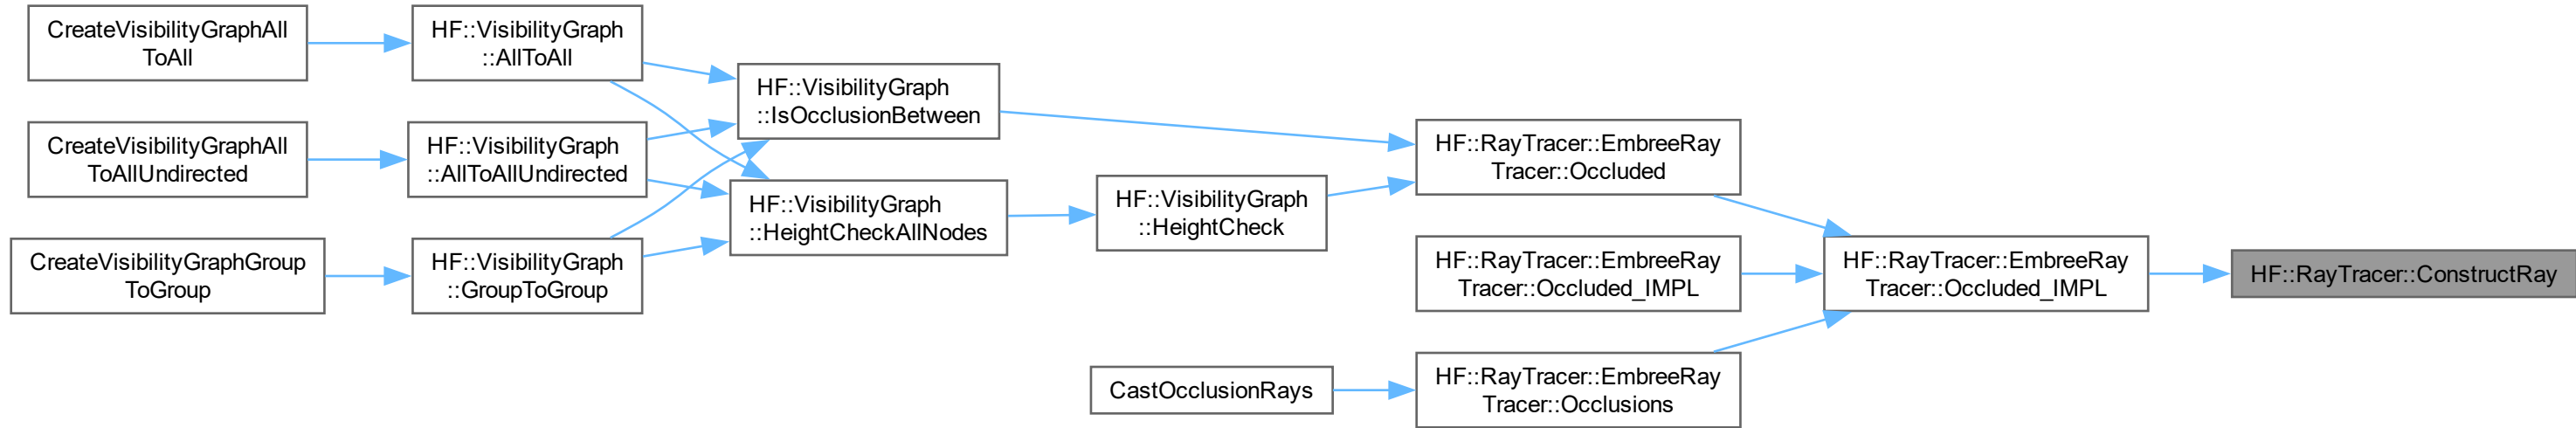 CreateVisibilityGraphAll
ToAll
CreateVisibilityGraphAll
ToAllUndirected
CreateVisibilityGraphGroup
ToGroup
HF::VisibilityGraph
::AllToAll
HF::VisibilityGraph
::AllToAllUndirected
HF::VisibilityGraph
::GroupToGroup
HF::VisibilityGraph
::IsOcclusionBetween
HF::VisibilityGraph
::HeightCheckAllNodes
HF::VisibilityGraph
::HeightCheck
CastOcclusionRays
HF::RayTracer::EmbreeRay
Tracer::Occluded
HF::RayTracer::EmbreeRay
Tracer::Occluded_IMPL
HF::RayTracer::EmbreeRay
Tracer::Occlusions
HF::RayTracer::EmbreeRay
Tracer::Occluded_IMPL
HF::RayTracer::ConstructRay